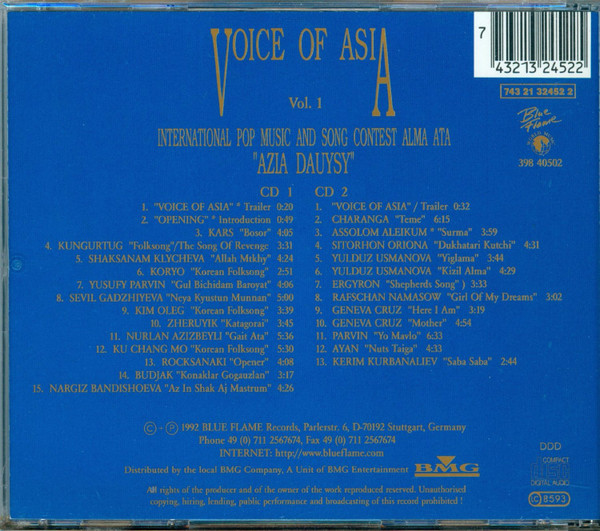 VOICE OF ASIA
Vol. 1
INTERNATIONAL POP MUSIC AND SONG CONTEST ALMA ATA
"AZIA DAUYSY"
7
43213 24522
743 21 32452 2
Blue Flame
398 40502
CD 1
1. "VOICE OF ASIA" * Trailer 0:20
2. "OPENING" * Introduction 0:49
3. KARS "Bosor" 4:05
4. KUNGURTUG "Folksong"/The Song Of Revenge 3:31
5. SHAKSANAM KLYCHEVA "Allah Mtkhy" 4:24
6. KORYO "Korean Folksong" 2:51
7. YUSUFY PARVIN "Gul Bichidam Baroyat" 4:06
8. SEVIL GADZHIYEVA "Neya Kyustun Munnan" 5:00
9. KIM OLEG "Korean Folksong" 3:39
10. ZHERUYIK "Katagorai" 3:45
11. NURLAN AZIZBEYLI "Gait Ata" 5:36
12. KU CHANG MO "Korean Folksong" 5:30
13. ROCKSANAKI "Opener" 4:08
14. BUDJAK "Konaklar Gogauzlan" 3:17
15. NARGIZ BANDISHOEVA "Az In Shak Aj Mastrum" 4:26
CD 2
1. "VOICE OF ASIA" / Trailer 0:32
2. CHARANGA "Teme" 6:15
3. ASSOLOM ALEIKUM * "Surma" 3:59
4. SITORHON ORIONA "Dukhatari Kutchi" 4:31
5. YULDUZ USMANOVA "Yiglama" 3:44
6. YULDUZ USMANOVA "Kizil Alma" 4:29
7. ERGYRON "Shepherds Song" ) 3:33
8. RAFSCHAN NAMASOW "Girl Of My Dreams" 3:02
9. GENEVA CRUZ "Here I Am" 3:19
10. GENEVA CRUZ "Mother" 4:54
11. PARVIN "Yo Mavlo" 6:33
12. AYAN "Nuts Taiga" 4:33
13. KERIM KURBANALIEV "Saba Saba" 2:44
© + ℗ 1992 BLUE FLAME Records, Parlerstr. 6, D-70192 Stuttgart, Germany
Phone 49 (0) 711 2567674, Fax 49 (0) 711 2567674
INTERNET: http://www.blueflame.com
Distributed by the local BMG Company, A Unit of BMG Entertainment
BMG
All rights of the producer and of the owner of the work reproduced reserved. Unauthorised
copying, hiring, lending, public performance and broadcasting of this record prohibited !
DDD
COMPACT
DIGITAL AUDIO
LC 8593